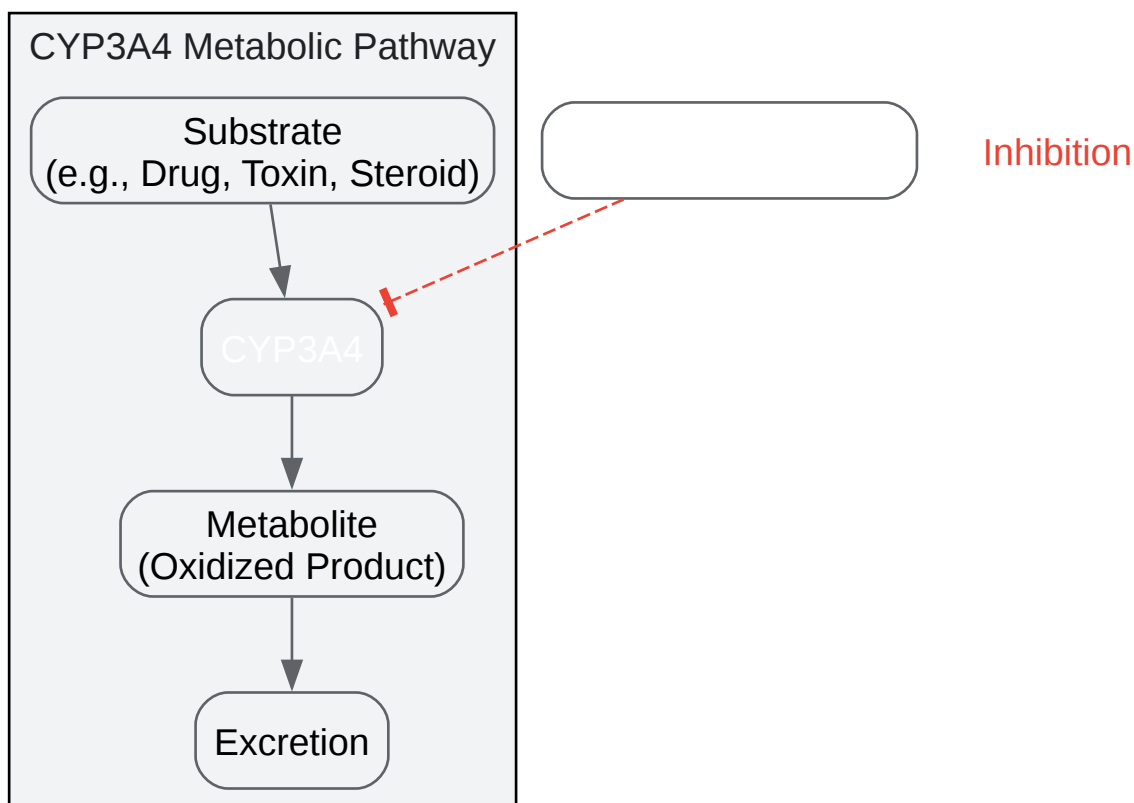 CYP3A4 Metabolic Pathway
Substrate
(e.g., Drug, Toxin, Steroid)
Inhibition
CYP3A4
Metabolite
(Oxidized Product)
Excretion